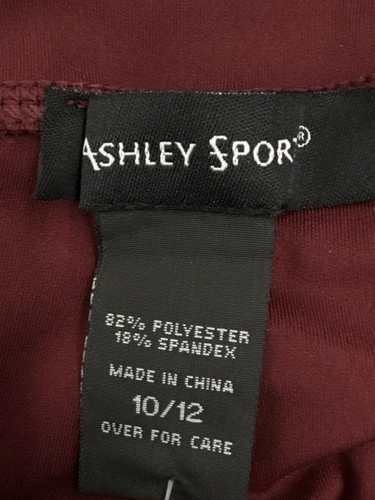 ASHLEY SPOR®
82% POLYESTER
18% SPANDEX
MADE IN CHINA
10/12
OVER FOR CARE